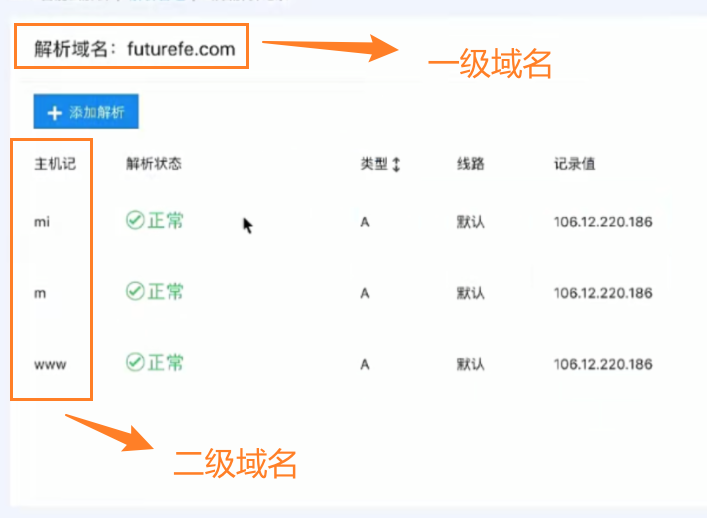 解析域名：futurefe.com
一级域名
添加解析
主机记 解析状态 类型 线路 记录值
mi 正常 A 默认 106.12.220.186
m 正常 A 默认 106.12.220.186
www 正常 A 默认 106.12.220.186
二级域名